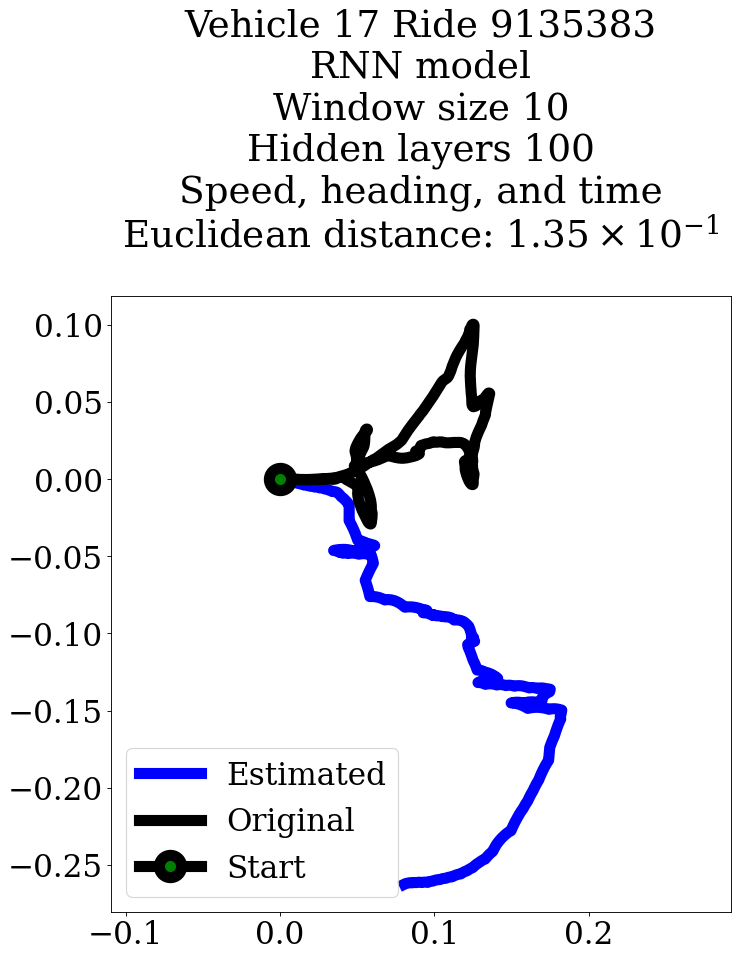 Vehicle 17 Ride 9135383
RNN model
Window size 10
Hidden layers 100
Speed, heading, and time
Euclidean distance: 1.35 × 10⁻¹
0.10
0.05
0.00
−0.05
−0.10
−0.15
−0.20
−0.25
Estimated
Original
Start
−0.1 0.0 0.1 0.2